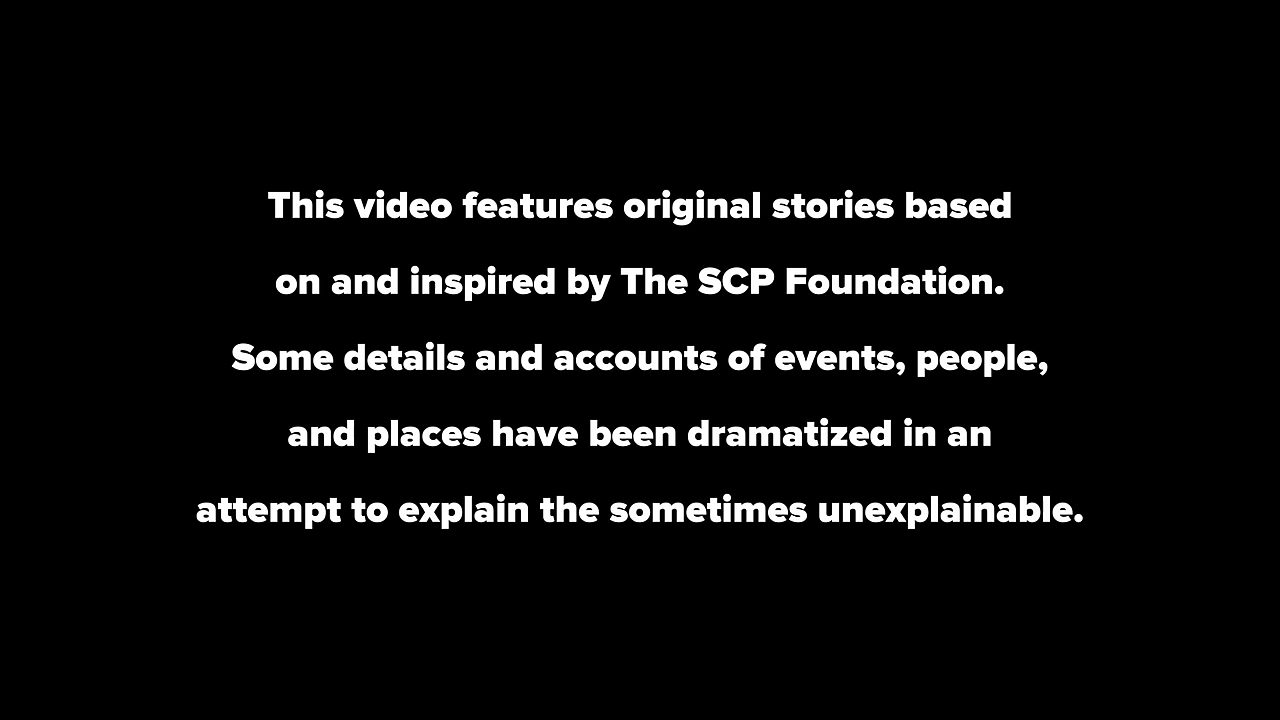 This video features original stories based
on and inspired by The SCP Foundation.
Some details and accounts of events, people,
and places have been dramatized in an
attempt to explain the sometimes unexplainable.